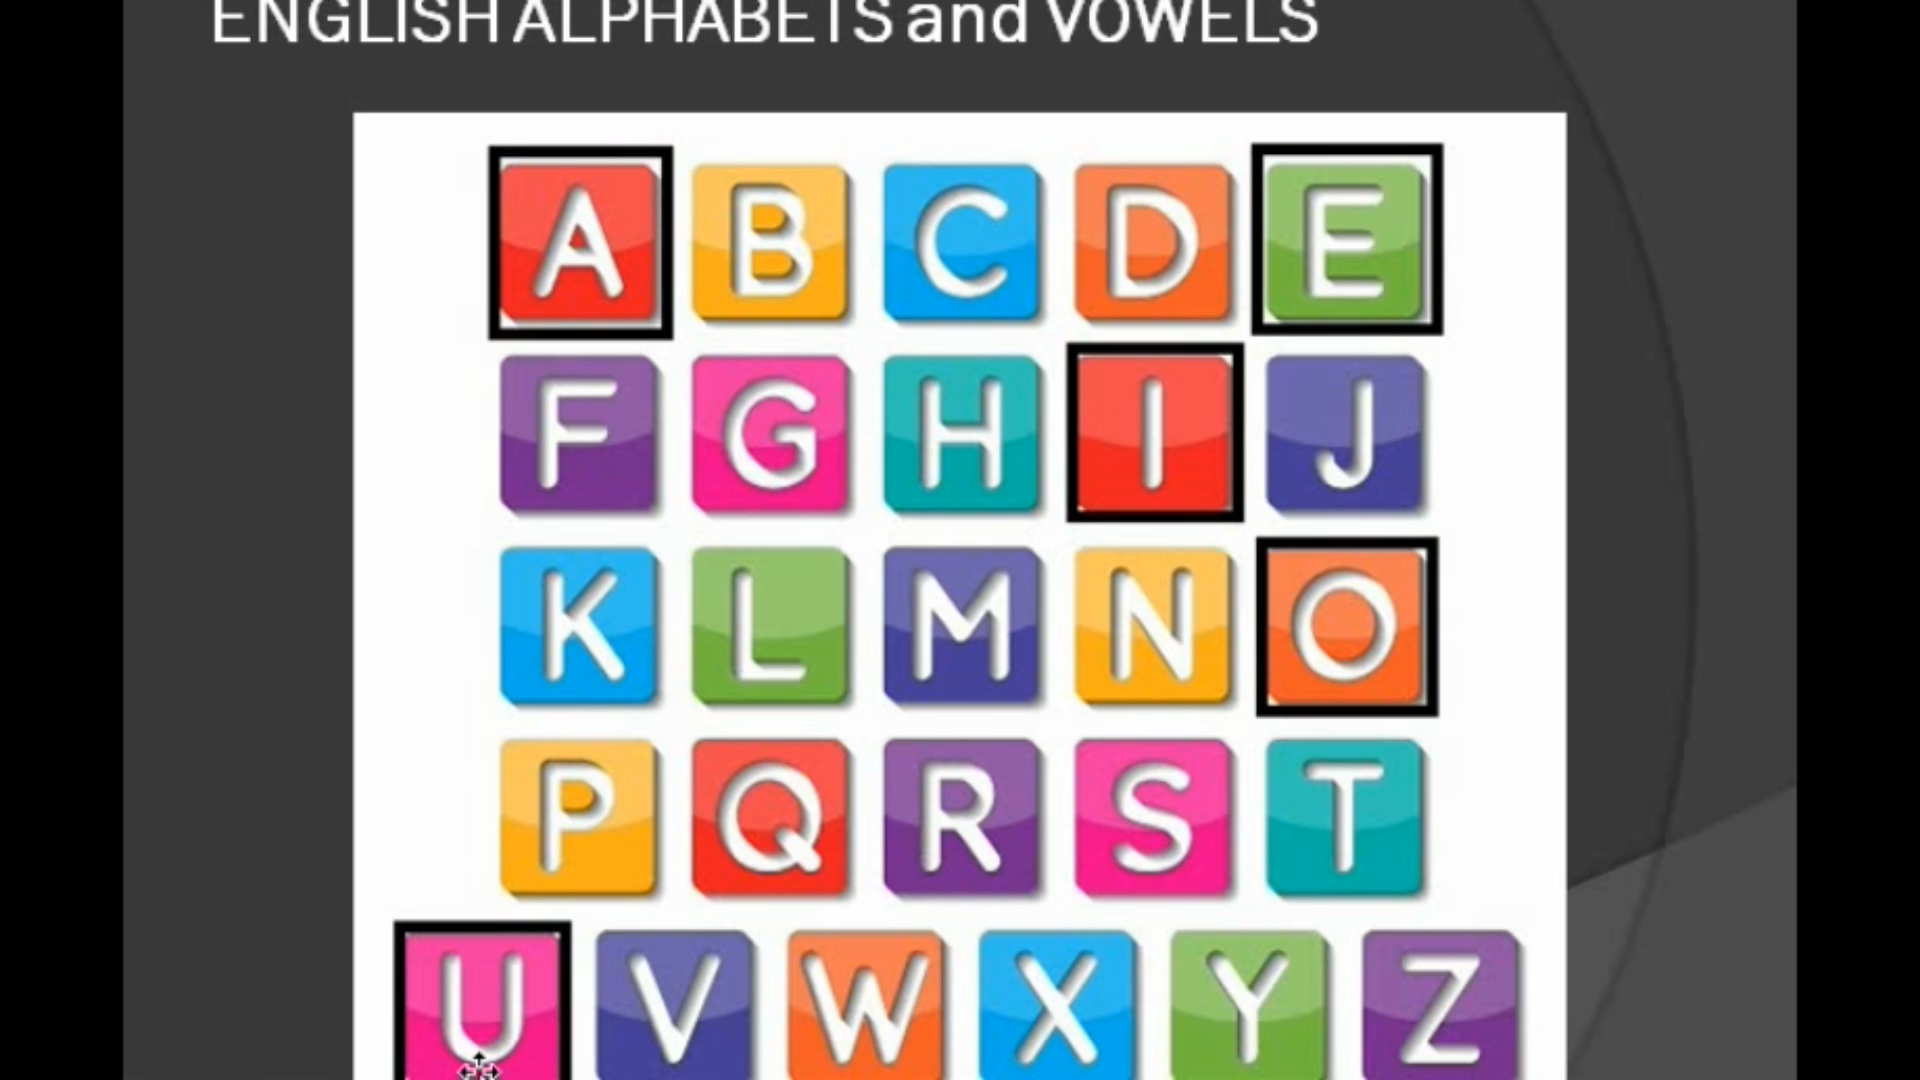 ENGLISH ALPHABETS and VOWELS
A B C D E
F G H I J
K L M N O
P Q R S T
U V W X Y Z